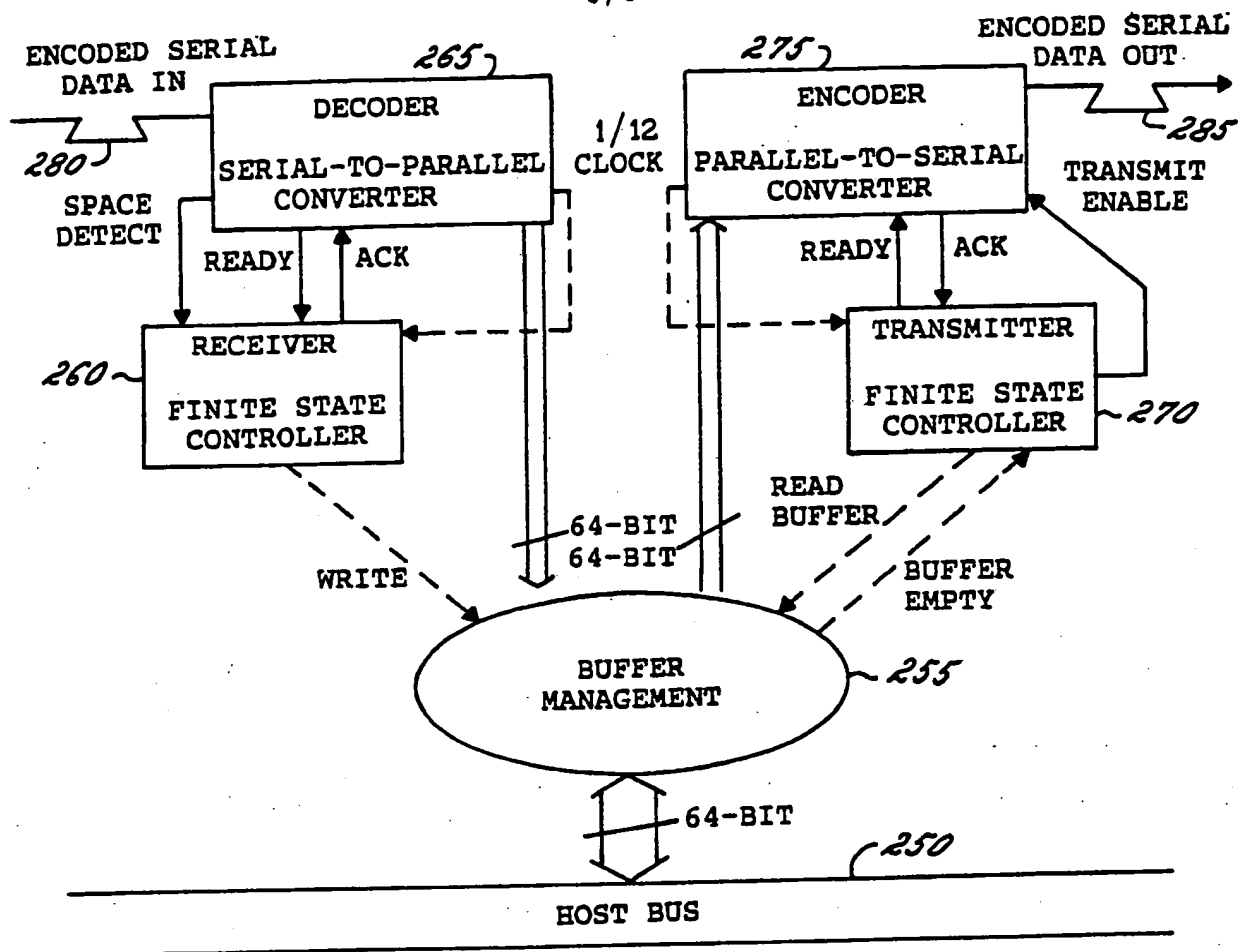 ENCODED SERIAL
DATA IN
280
265
DECODER
SERIAL-TO-PARALLEL
CONVERTER
1/12
CLOCK
275
ENCODER
PARALLEL-TO-SERIAL
CONVERTER
ENCODED SERIAL
DATA OUT
285
TRANSMIT
ENABLE
SPACE
DETECT
READY
ACK
READY
ACK
260
RECEIVER
FINITE STATE
CONTROLLER
TRANSMITTER
FINITE STATE
CONTROLLER
270
WRITE
64-BIT
64-BIT
READ
BUFFER
BUFFER
EMPTY
BUFFER
MANAGEMENT
255
64-BIT
250
HOST BUS